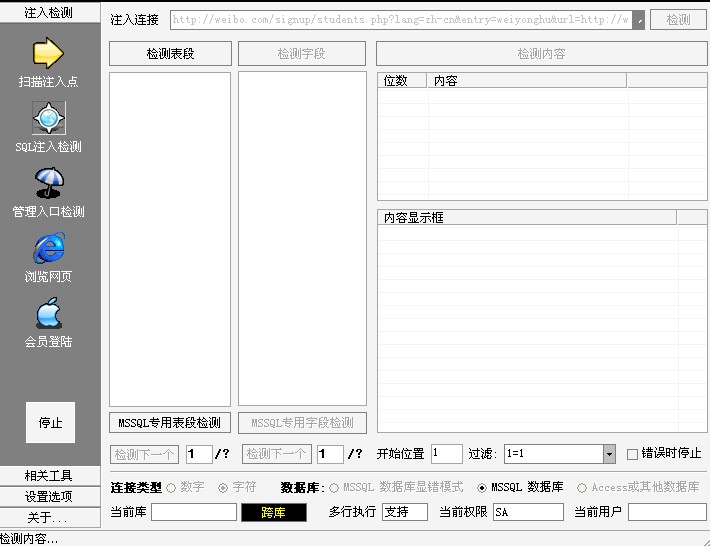 注入检测
扫描注入点
SQL注入检测
管理入口检测
浏览网页
会员登陆
停止
相关工具
设置选项
关于...
注入连接 http://weibo.com/signup/students.php?lang=zh-cn&entry=weiyonghu&url=http://w 检测
检测表段 检测字段 检测内容
位数 内容
内容显示框
MSSQL专用表段检测 MSSQL专用字段检测
检测下一个 1 /? 检测下一个 1 /? 开始位置 1 过滤: 1=1 错误时停止
连接类型 数字 字符 数据库: MSSQL 数据库显错模式 MSSQL 数据库 Access或其他数据库
当前库 跨库 多行执行 支持 当前权限 SA 当前用户
检测内容...